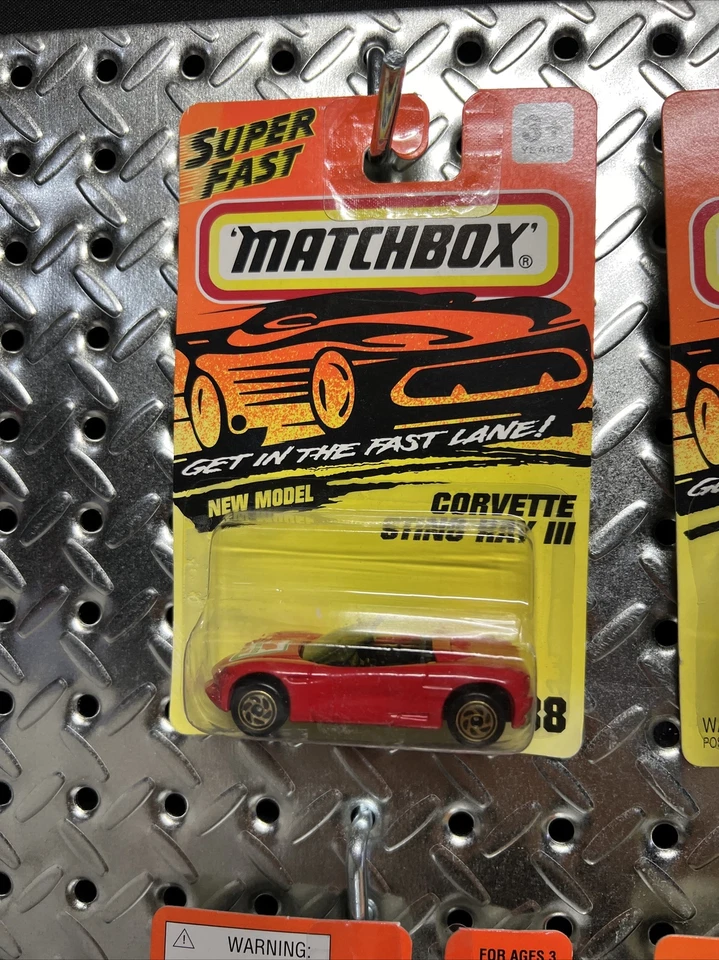 SUPER
FAST
3+
YEARS
'MATCHBOX'®
GET IN THE FAST LANE!
NEW MODEL
CORVETTE
STING RAY III
38
WARNING:
FOR AGES 3